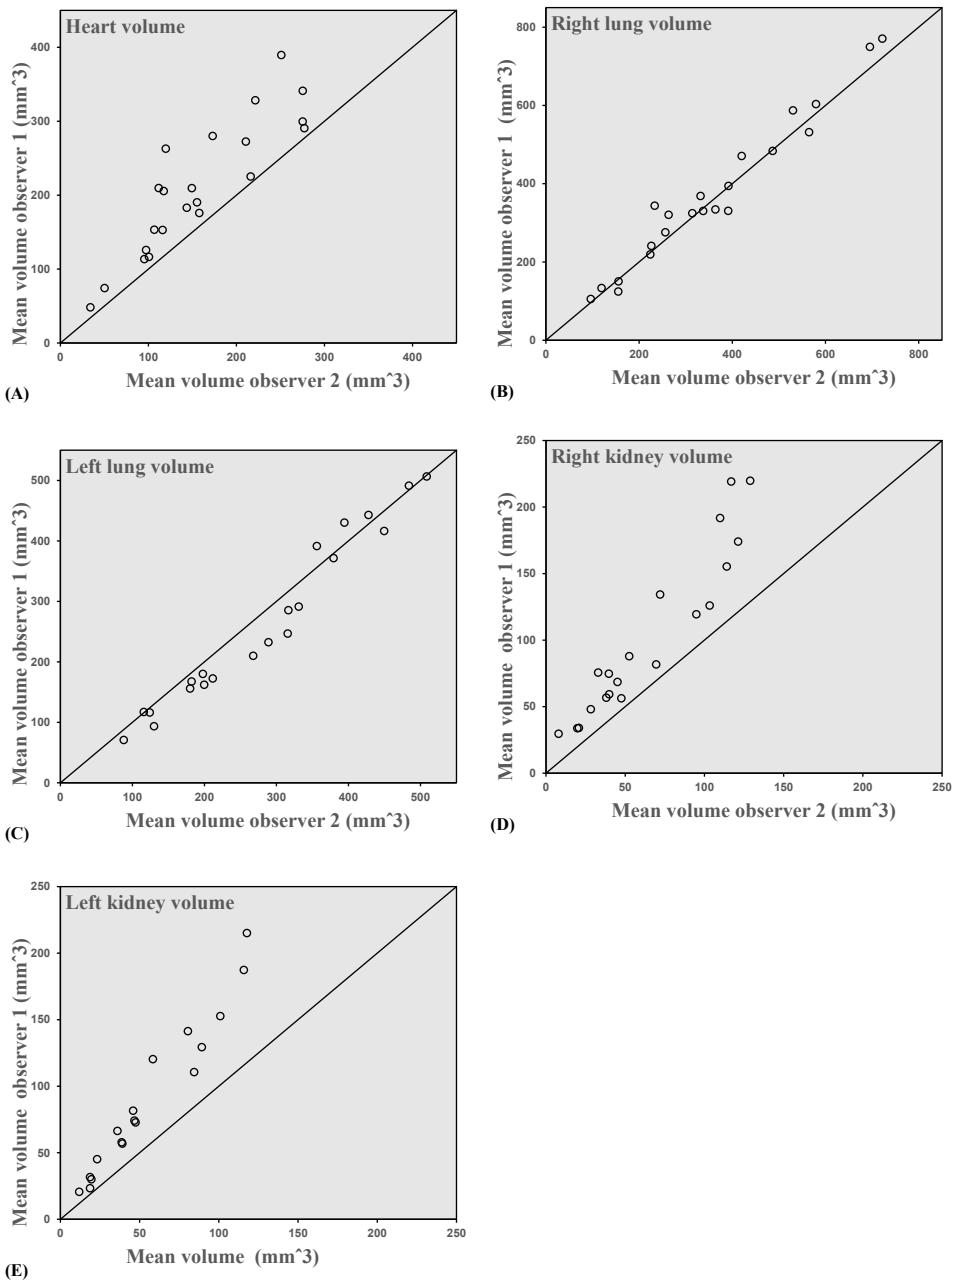 Heart volume
400
300
200
100
0
0 100 200 300 400
Mean volume observer 1 (mm^3)
Mean volume observer 2 (mm^3)
(A)
Right lung volume
800
600
400
200
0
0 200 400 600 800
Mean volume observer 1 (mm^3)
Mean volume observer 2 (mm^3)
(B)
Left lung volume
500
400
300
200
100
0
0 100 200 300 400 500
Mean volume observer 1 (mm^3)
Mean volume observer 2 (mm^3)
(C)
Right kidney volume
250
200
150
100
50
0
0 50 100 150 200 250
Mean volume observer 1 (mm^3)
Mean volume observer 2 (mm^3)
(D)
Left kidney volume
250
200
150
100
50
0
0 50 100 150 200 250
Mean volume observer 1 (mm^3)
Mean volume (mm^3)
(E)